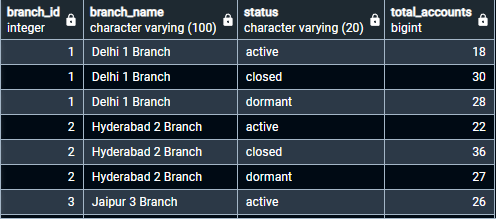 branch_id status branch_name total_accounts
integer character varying (100) character varying (20) bigint
1 Delhi 1 Branch active 18
1 Delhi 1 Branch closed 30
1 Delhi 1 Branch dormant 28
2 Hyderabad 2 Branch active 22
2 Hyderabad 2 Branch closed 36
2 Hyderabad 2 Branch dormant 27
3 Jaipur 3 Branch active 26